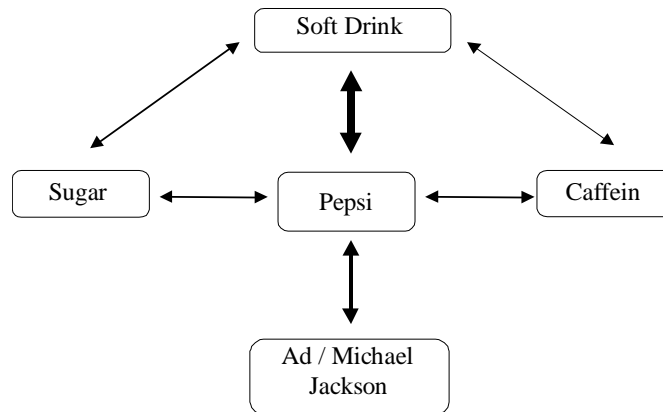 Soft Drink
Sugar
Pepsi
Caffein
Ad / Michael
Jackson